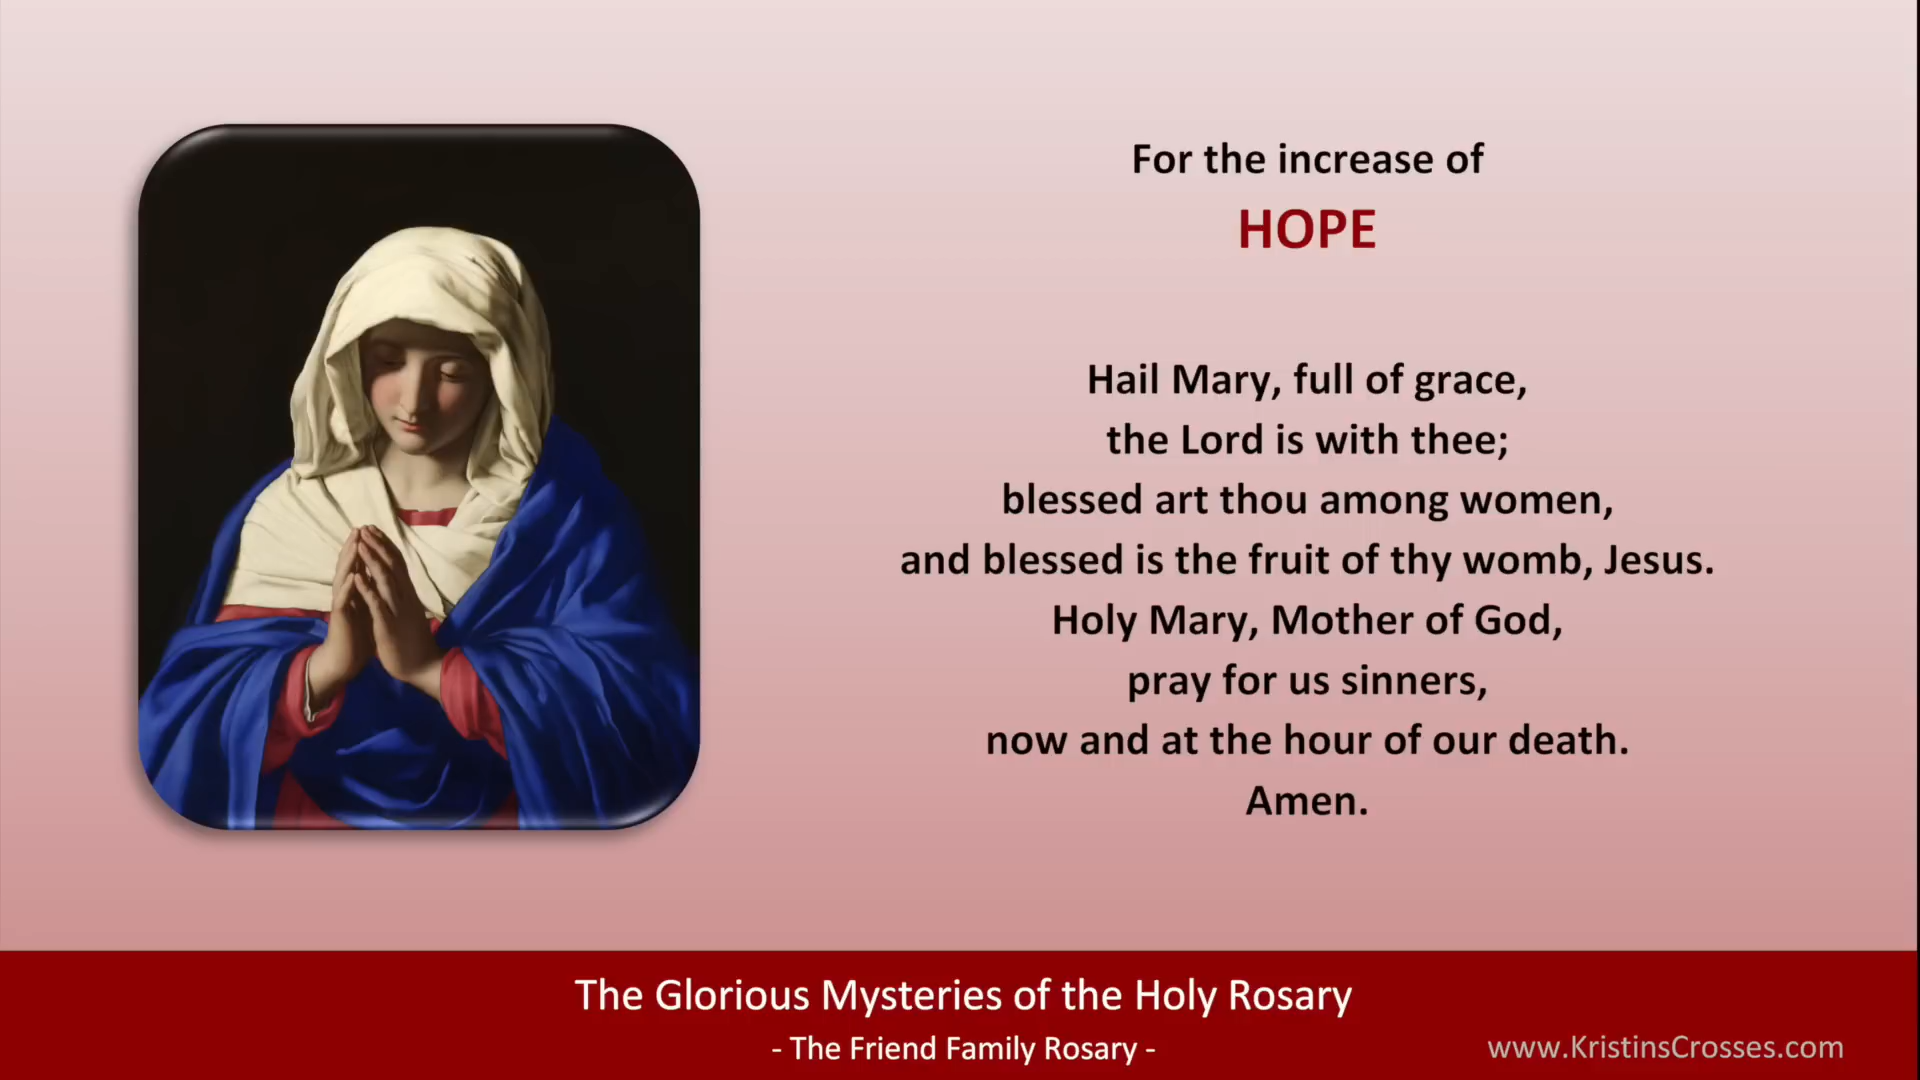 For the increase of
HOPE
Hail Mary, full of grace,
the Lord is with thee;
blessed art thou among women,
and blessed is the fruit of thy womb, Jesus.
Holy Mary, Mother of God,
pray for us sinners,
now and at the hour of our death.
Amen.
The Glorious Mysteries of the Holy Rosary
- The Friend Family Rosary -
www.KristinsCrosses.com